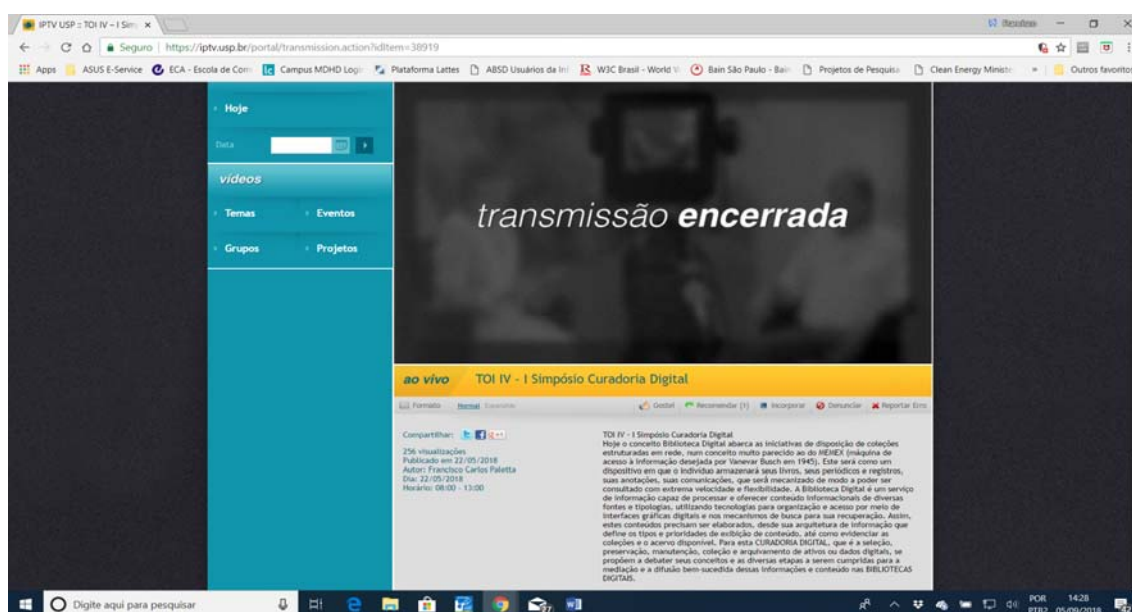 IPTV USP :: TOI IV – I Sim
Seguro | https://iptv.usp.br/portal/transmission.action?idItem=38919
Apps ASUS E-Service ECA - Escola de Com Campus MDHD Logi Plataforma Lattes ABSD Usuários da In W3C Brasil - World W Bain São Paulo - Bain Projetos de Pesquisa Clean Energy Minist » Outros favoritos
Hoje
Data
vídeos
Temas Eventos
Grupos Projetos
transmissão encerrada
ao vivo TOI IV - I Simpósio Curadoria Digital
Formato Normal Expandido Gostei Recomendar (1) Incorporar Denunciar Reportar Erro
Compartilhar:
256 visualizações
Publicado em 22/05/2018
Autor: Francisco Carlos Paletta
Dia: 22/05/2018
Horário: 08:00 - 13:00
TOI IV - I Simpósio Curadoria Digital
Hoje o conceito Biblioteca Digital abarca as iniciativas de disposição de coleções
estruturadas em rede, num conceito muito parecido ao do MEMEX (máquina de
acesso à informação desejada por Vanevar Busch em 1945). Este será como um
dispositivo em que o indivíduo armazenará seus livros, seus periódicos e registros,
suas anotações, suas comunicações, que será mecanizado de modo a poder ser
consultado com extrema velocidade e flexibilidade. A Biblioteca Digital é um serviço
de informação capaz de processar e oferecer conteúdo informacionais de diversas
fontes e tipologias, utilizando tecnologias para organização e acesso por meio de
interfaces gráficas digitais e nos mecanismos de busca para sua recuperação. Assim,
estes conteúdos precisam ser elaborados, desde sua arquitetura de informação que
define os tipos e prioridades de exibição de conteúdo, até como evidenciar as
coleções e o acervo disponível. Para esta CURADORIA DIGITAL, que é a seleção,
preservação, manutenção, coleção e arquivamento de ativos ou dados digitais, se
propõem a debater seus conceitos e as diversas etapas a serem cumpridas para a
mediação e a difusão bem-sucedida dessas informações e conteúdo nas BIBLIOTECAS
DIGITAIS.
Digite aqui para pesquisar
POR 14:28
PTB2 05/09/2018